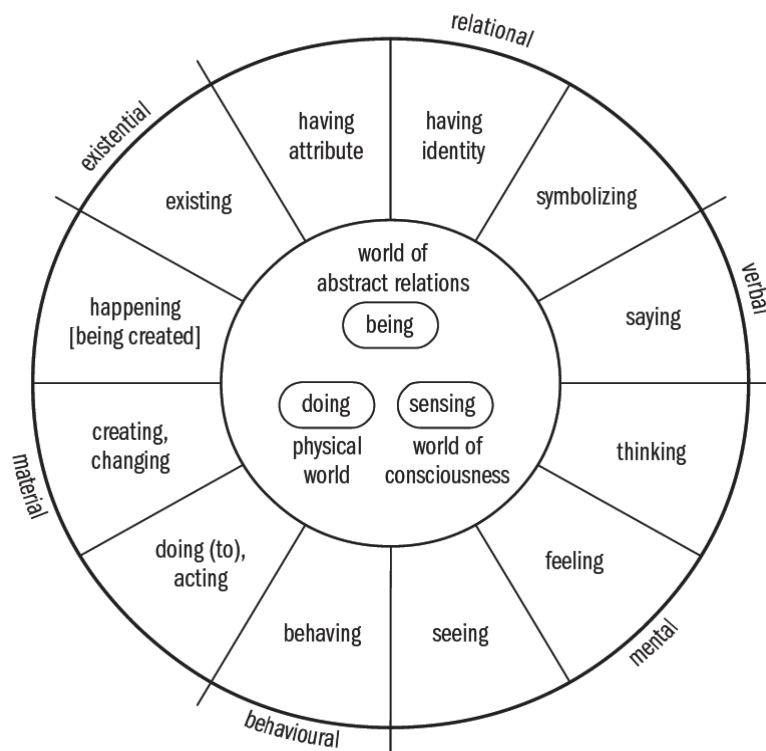 relational
existential
having
attribute
having
identity
existing
symbolizing
verbal
world of
abstract relations
being
happening
[being created]
saying
doing
sensing
physical
world
world of
consciousness
creating,
changing
thinking
material
doing (to),
acting
feeling
behaving
seeing
mental
behavioural